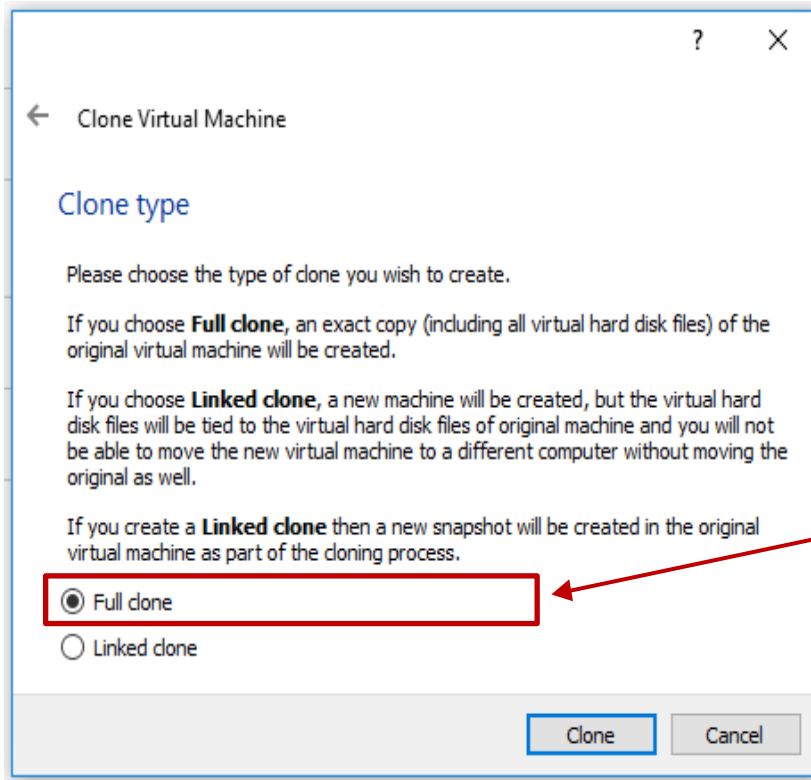 ?
Clone Virtual Machine
Clone type
Please choose the type of clone you wish to create.
If you choose Full clone, an exact copy (including all virtual hard disk files) of the
original virtual machine will be created.
If you choose Linked clone, a new machine will be created, but the virtual hard
disk files will be tied to the virtual hard disk files of original machine and you will not
be able to move the new virtual machine to a different computer without moving the
original as well.
If you create a Linked clone then a new snapshot will be created in the original
virtual machine as part of the cloning process.
Full clone
Linked clone
Clone Cancel